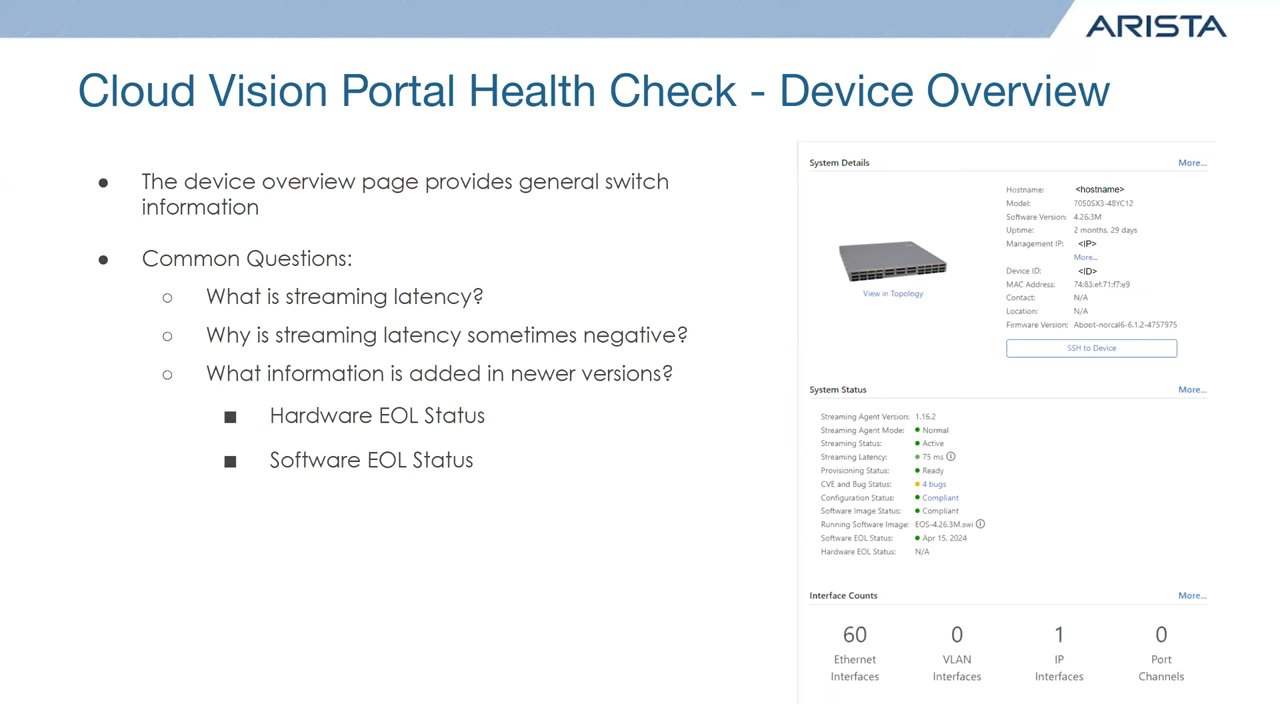 ARISTA
Cloud Vision Portal Health Check - Device Overview
● The device overview page provides general switch
information
● Common Questions:
○ What is streaming latency?
○ Why is streaming latency sometimes negative?
○ What information is added in newer versions?
■ Hardware EOL Status
■ Software EOL Status
System Details More...
Hostname: <hostname>
Model: 7050SX3-48YC12
Software Version: 4.26.3M
Uptime: 2 months, 29 days
Management IP: <IP>
More...
Device ID: <ID>
MAC Address: 74:83:ef:71:f7:e9
Contact: N/A
Location: N/A
Firmware Version: Aboot-norcal6-6.1.2-4757975
View in Topology
SSH to Device
System Status More...
Streaming Agent Version: 1.16.2
Streaming Agent Mode: Normal
Streaming Status: Active
Streaming Latency: 75 ms
Provisioning Status: Ready
CVE and Bug Status: 4 bugs
Configuration Status: Compliant
Software Image Status: Compliant
Running Software Image: EOS-4.26.3M.swi
Software EOL Status: Apr 15, 2024
Hardware EOL Status: N/A
Interface Counts More...
60 0 1 0
Ethernet VLAN IP Port
Interfaces Interfaces Interfaces Channels